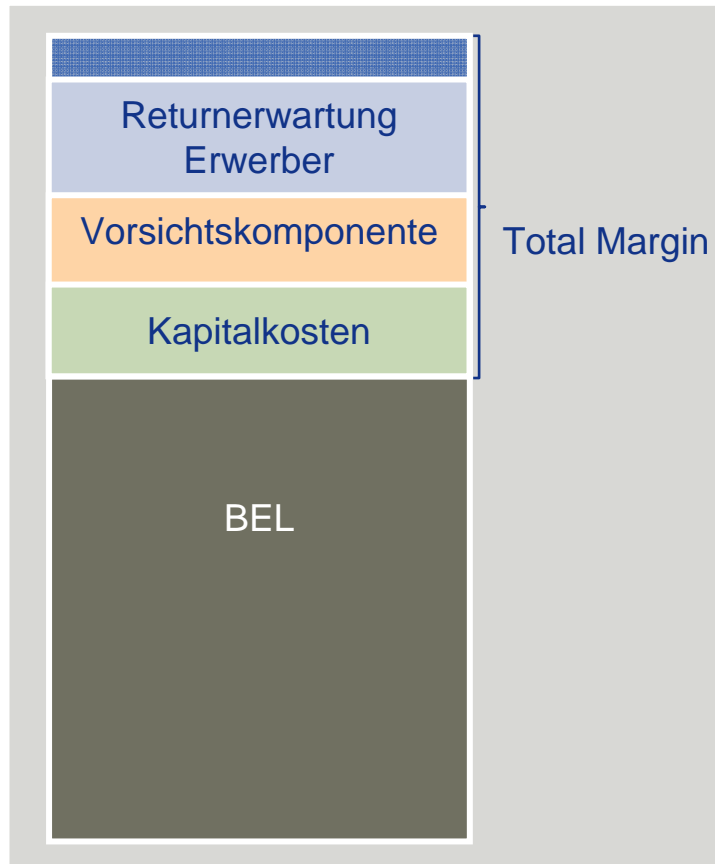 Returnerwartung
Erwerber
Vorsichtskomponente
Total Margin
Kapitalkosten
BEL